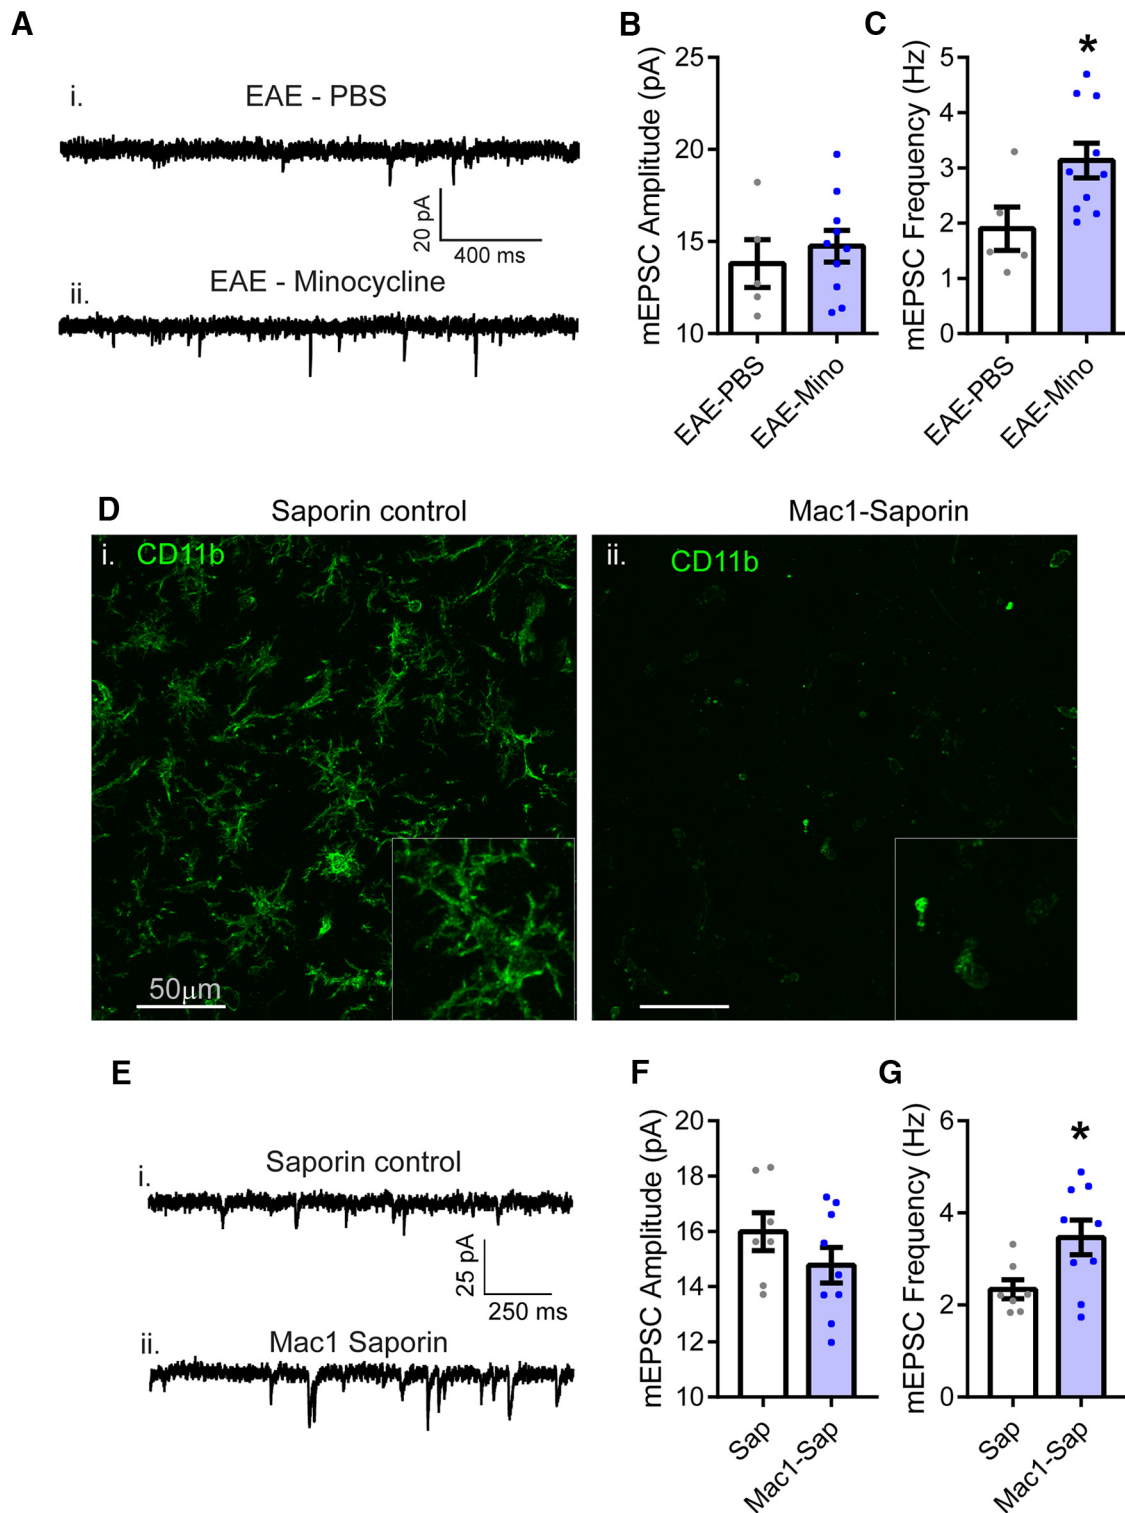 A
i.
EAE - PBS
20 pA
400 ms
ii.
EAE - Minocycline
B
mEPSC Amplitude (pA)
25
20
15
10
EAE-PBS
EAE-Mino
C
mEPSC Frequency (Hz)
*
5
4
3
2
1
0
EAE-PBS
EAE-Mino
D
Saporin control
i.
CD11b
50μm
Mac1-Saporin
ii.
CD11b
E
i.
Saporin control
25 pA
250 ms
ii.
Mac1 Saporin
F
mEPSC Amplitude (pA)
20
18
16
14
12
10
Sap
Mac1-Sap
G
mEPSC Frequency (Hz)
*
6
4
2
0
Sap
Mac1-Sap